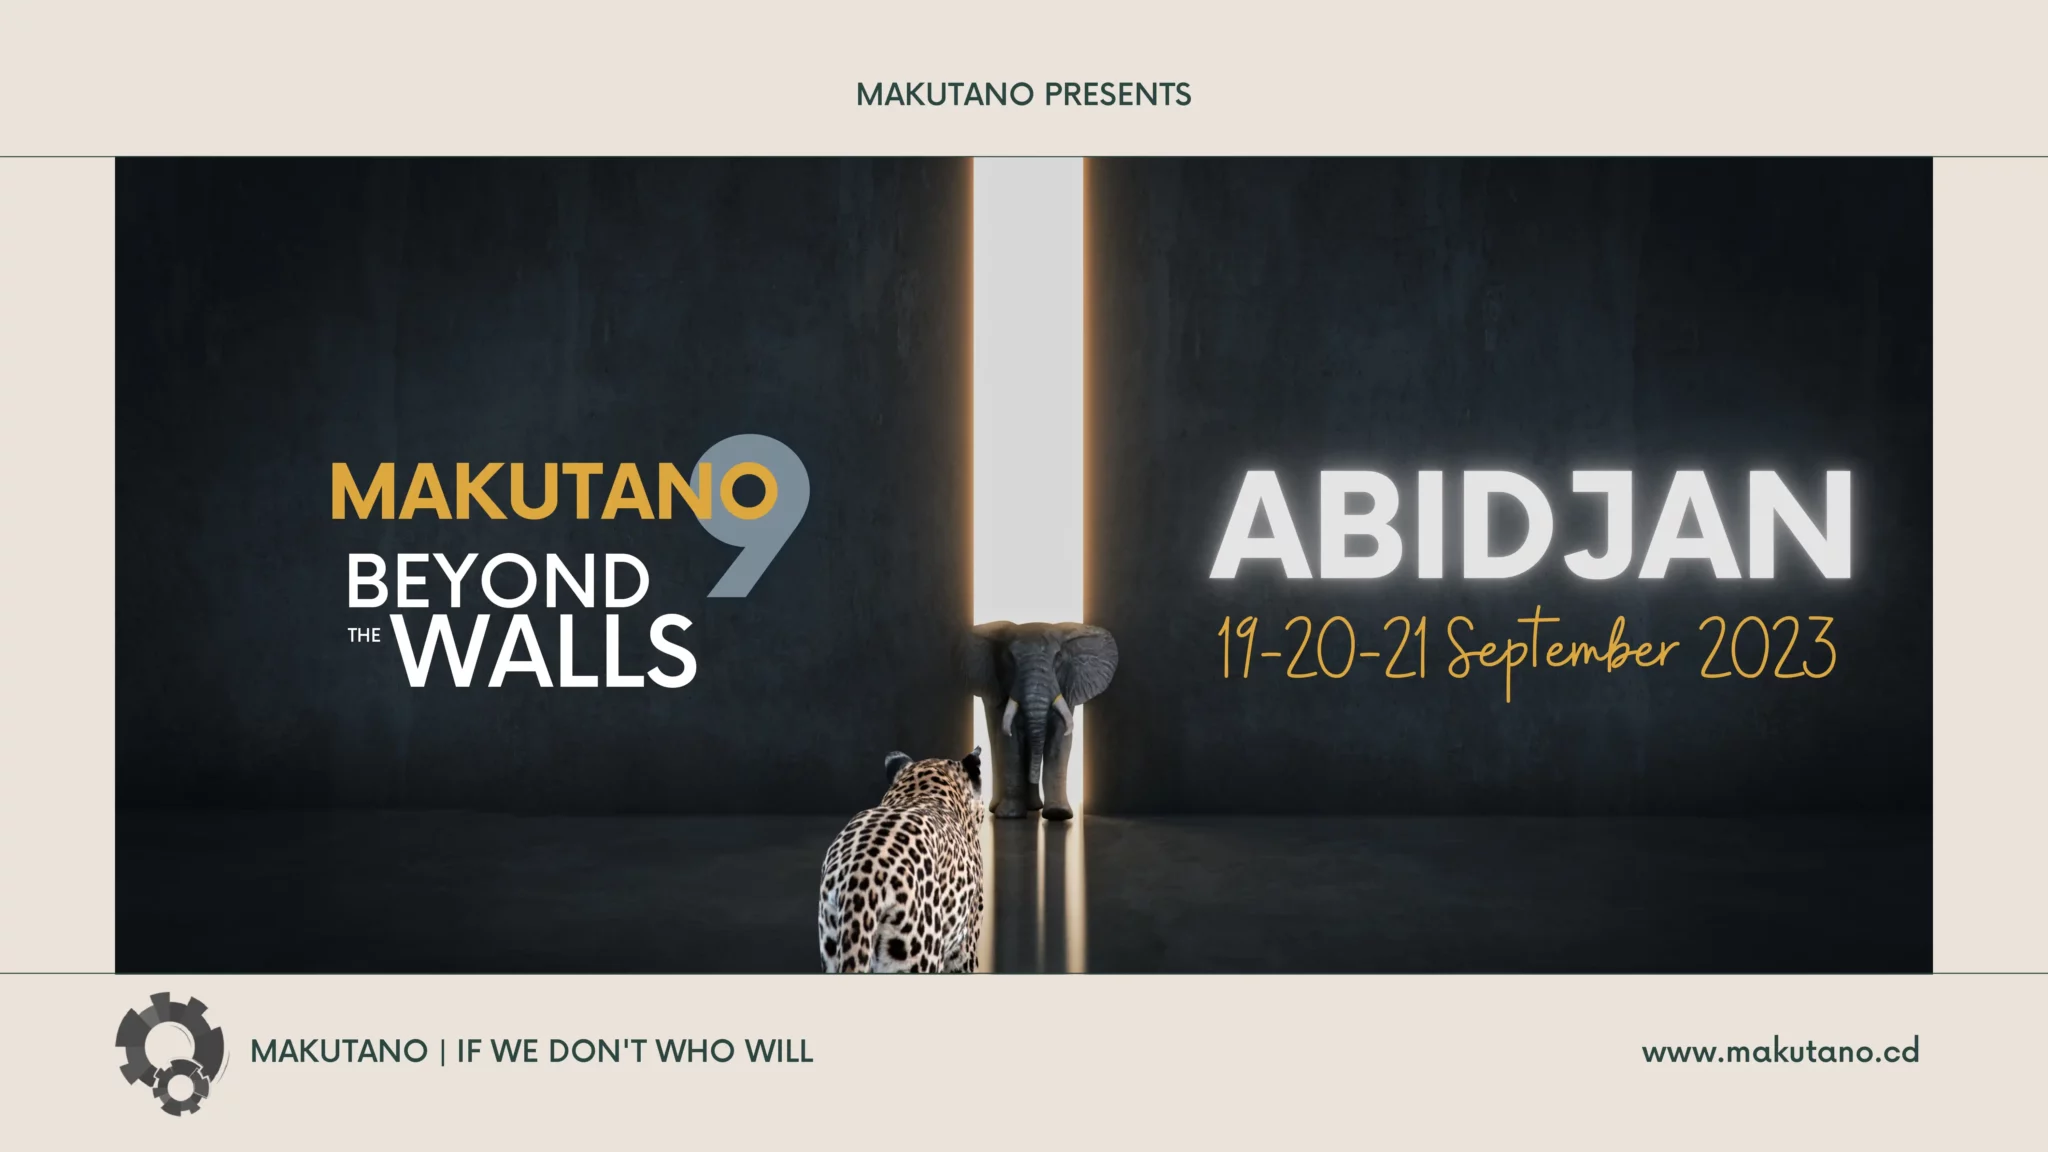 MAKUTANO PRESENTS
MAKUTANO 9
BEYOND
THE WALLS
ABIDJAN
19-20-21 September 2023
MAKUTANO | IF WE DON'T WHO WILL
www.makutano.cd